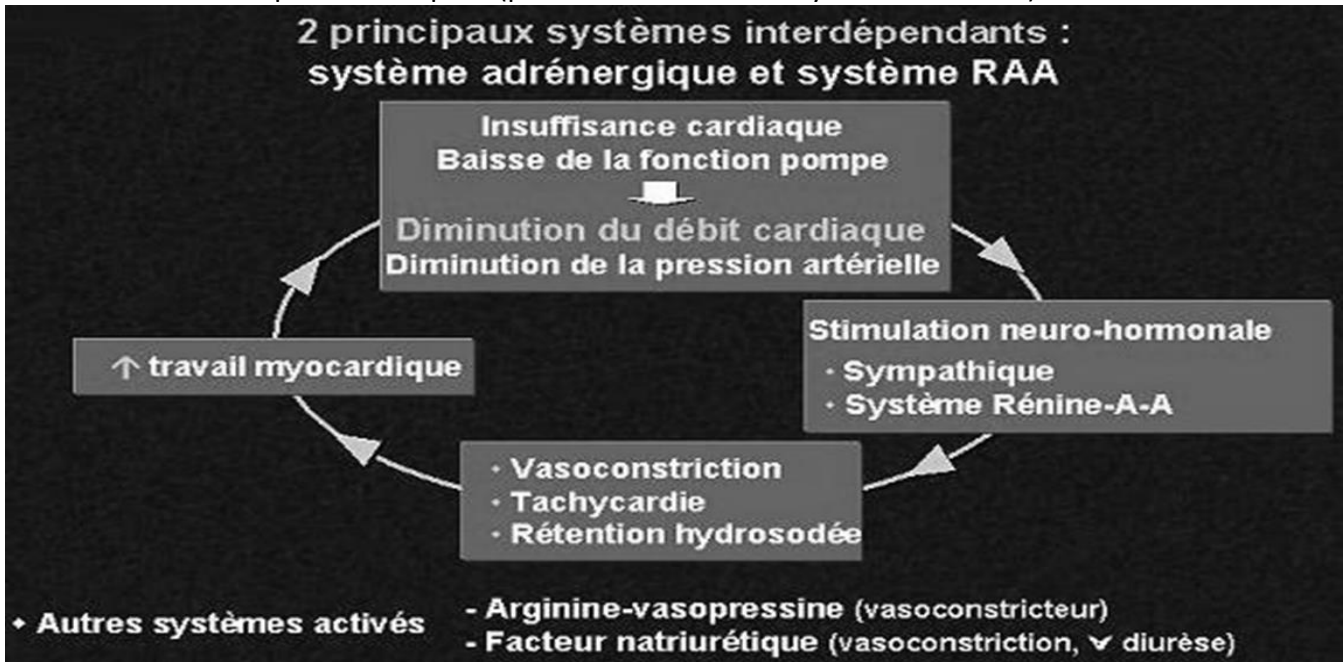 2 principaux systèmes interdépendants :
système adrénergique et système RAA
Insuffisance cardiaque
Baisse de la fonction pompe
Diminution du débit cardiaque
Diminution de la pression artérielle
Stimulation neuro-hormonale
· Sympathique
· Système Rénine-A-A
↑ travail myocardique
· Vasoconstriction
· Tachycardie
· Rétention hydrosodée
• Autres systèmes activés
- Arginine-vasopressine (vasoconstricteur)
- Facteur natriurétique (vasoconstriction, ↓ diurèse)